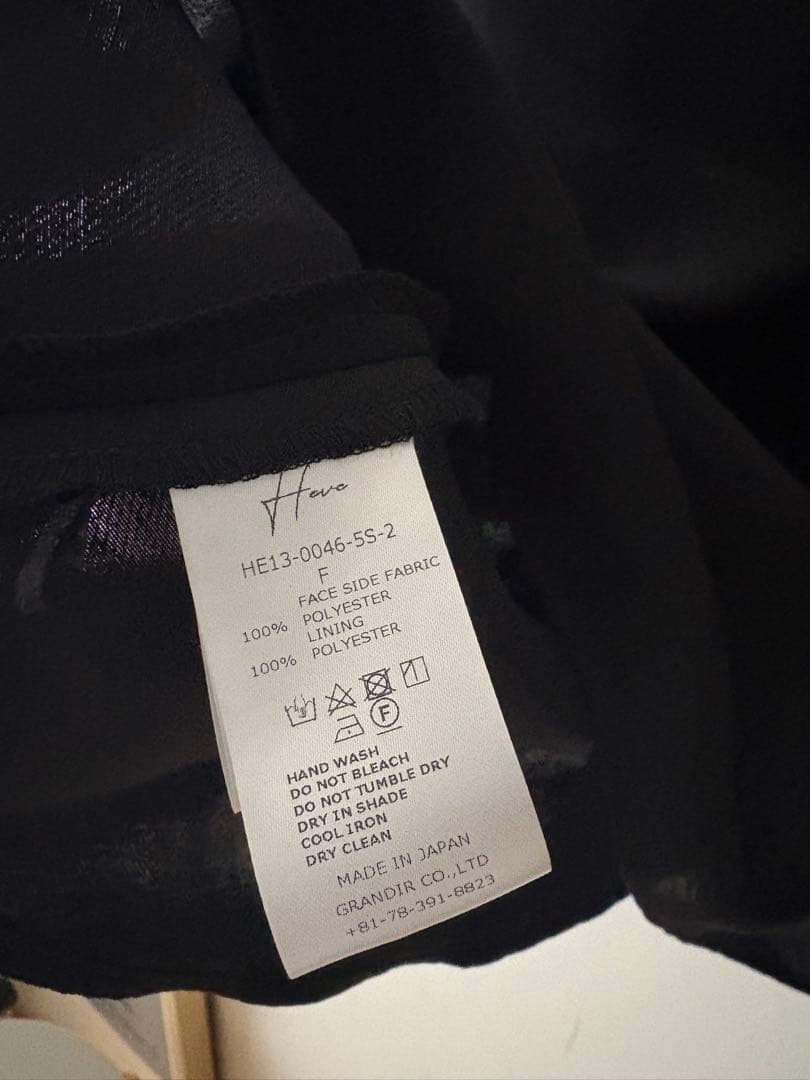 Heve
HE13-0046-5S-2
F
FACE SIDE FABRIC
100% POLYESTER
LINING
100% POLYESTER
F
HAND WASH
DO NOT BLEACH
DO NOT TUMBLE DRY
DRY IN SHADE
COOL IRON
DRY CLEAN
MADE IN JAPAN
GRANDIR CO.,LTD
+81-78-391-8823